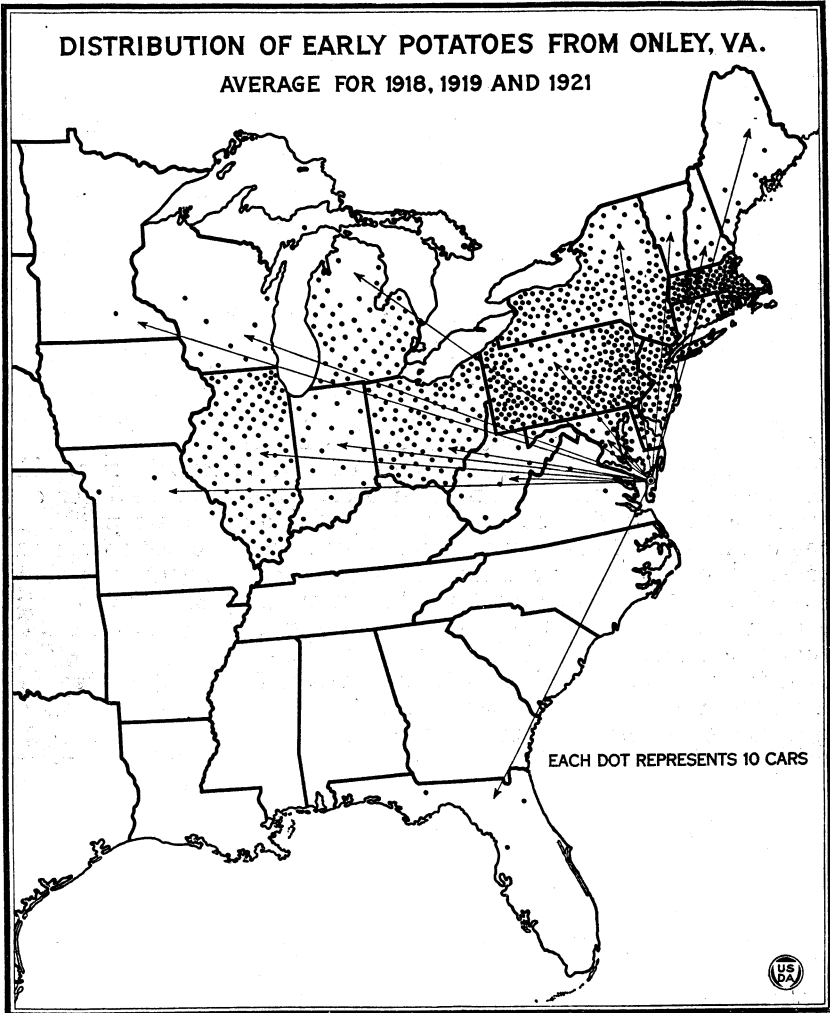 DISTRIBUTION OF EARLY POTATOES FROM ONLEY, VA.
AVERAGE FOR 1918, 1919 AND 1921
EACH DOT REPRESENTS 10 CARS
US
DA